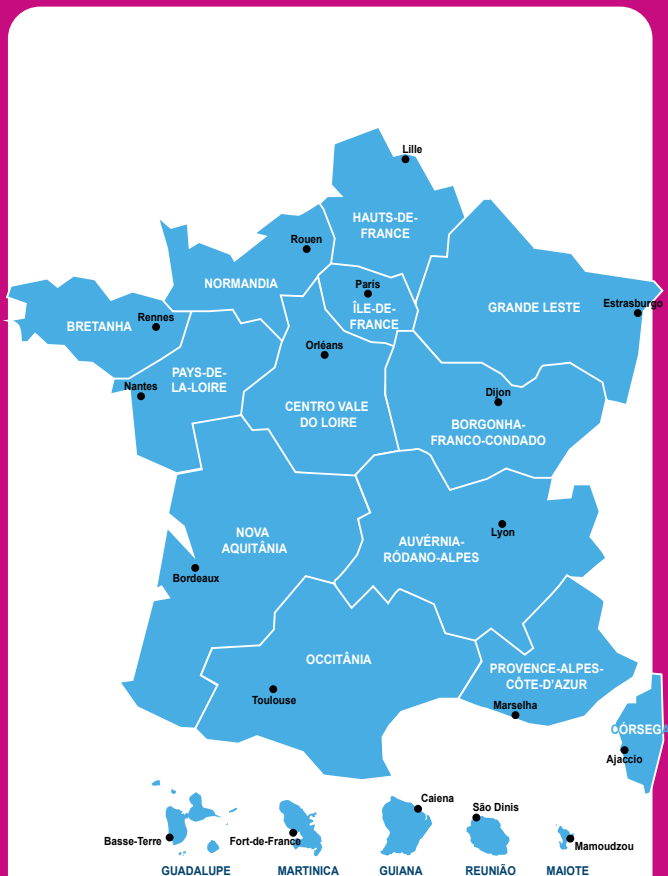 Lille
HAUTS-DE-
FRANCE
Rouen
NORMANDIA
Paris
ÎLE-DE-
FRANCE
GRANDE LESTE
Estrasburgo
BRETANHA
Rennes
Orléans
PAYS-DE-
LA-LOIRE
Nantes
CENTRO VALE
DO LOIRE
Dijon
BORGONHA-
FRANCO-CONDADO
NOVA
AQUITÂNIA
Bordeaux
AUVÉRNIA-
RÓDANO-ALPES
Lyon
OCCITÂNIA
Toulouse
PROVENCE-ALPES-
CÔTE-D'AZUR
Marselha
CÓRSEGA
Ajaccio
Basse-Terre
GUADALUPE
Fort-de-France
MARTINICA
Caiena
GUIANA
São Dinis
REUNIÃO
Mamoudzou
MAIOTE